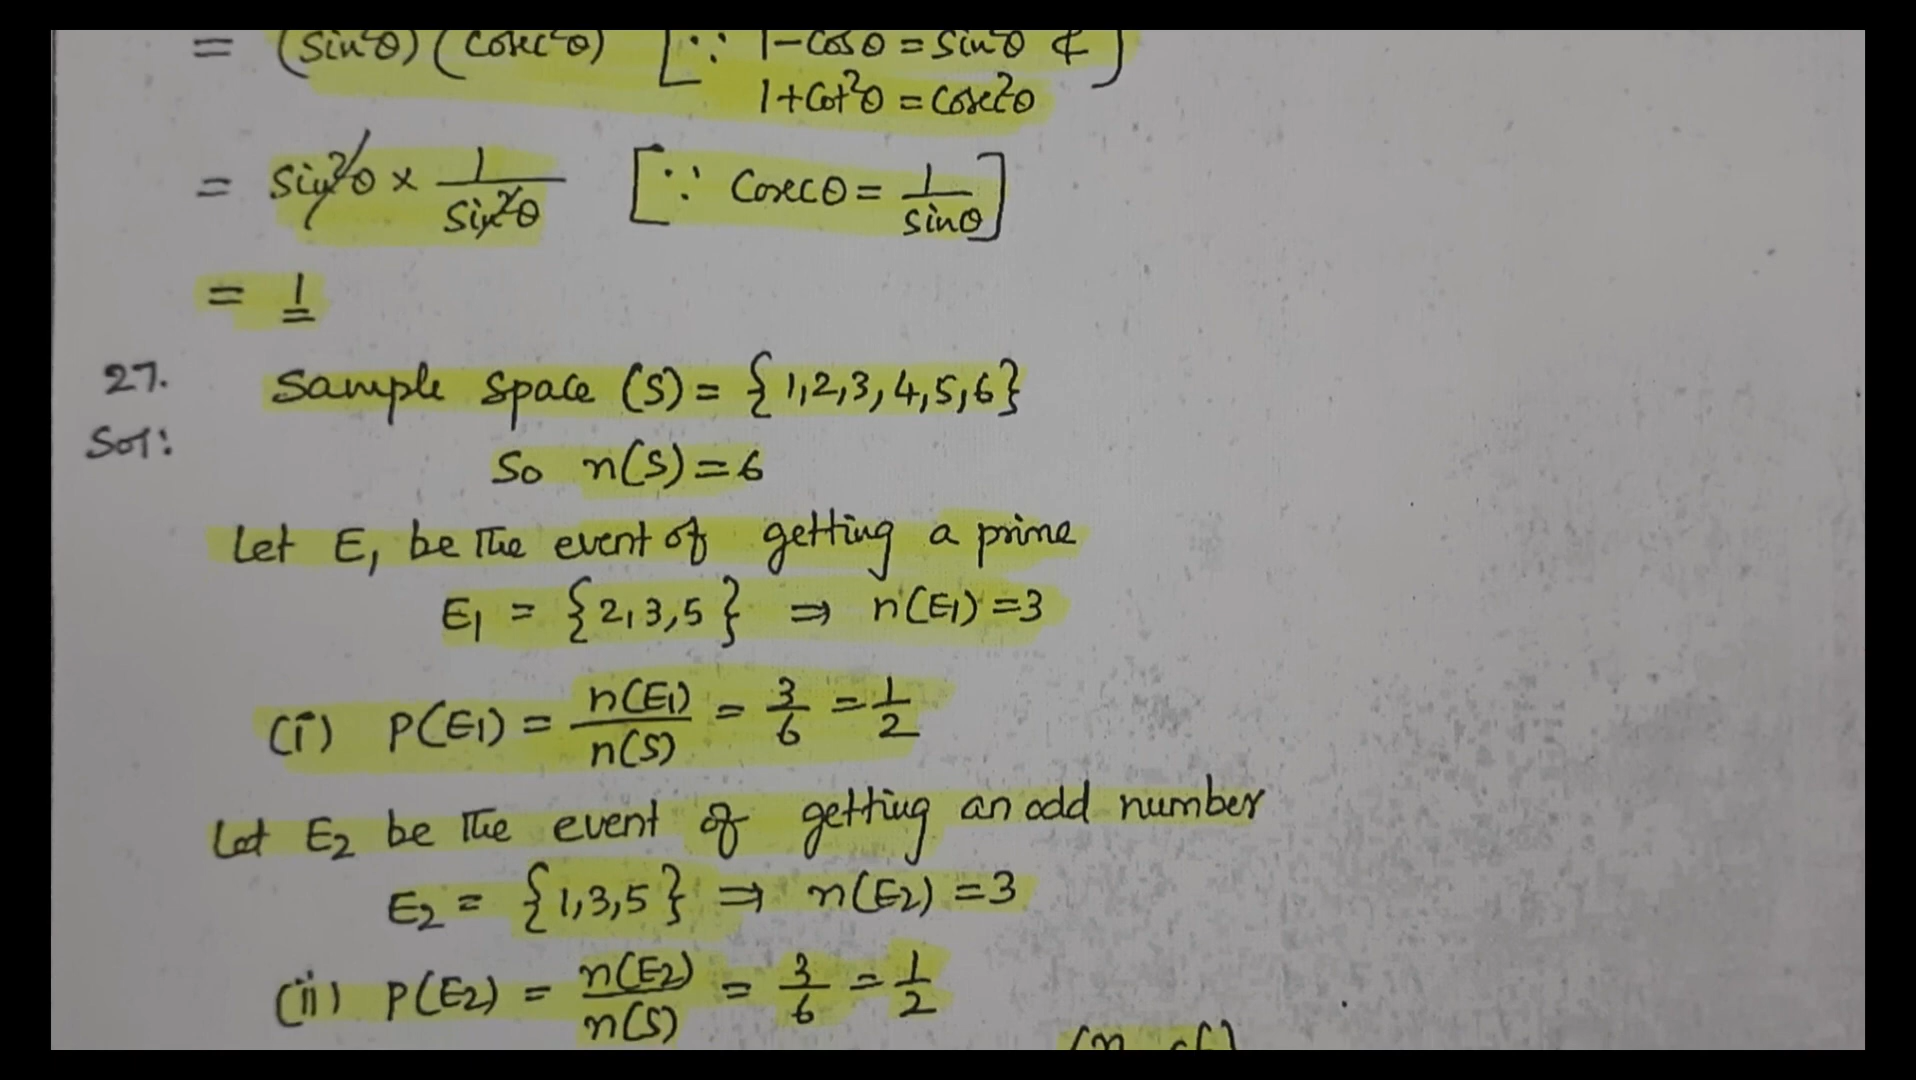 = (Sin²θ) (Cosec²θ) [∵ 1-Cos²θ = Sin²θ &
1+Cot²θ = Cosec²θ]
= Sin²θ × 1/Sin²θ [∵ Cosecθ = 1/sinθ]
= 1
27. Sample space (S) = {1,2,3,4,5,6}
Sol: So n(S) = 6
Let E₁ be the event of getting a prime
E₁ = {2,3,5} ⇒ n(E₁) = 3
(i) P(E₁) = n(E₁)/n(S) = 3/6 = 1/2
Let E₂ be the event of getting an odd number
E₂ = {1,3,5} ⇒ n(E₂) = 3
(ii) P(E₂) = n(E₂)/n(S) = 3/6 = 1/2